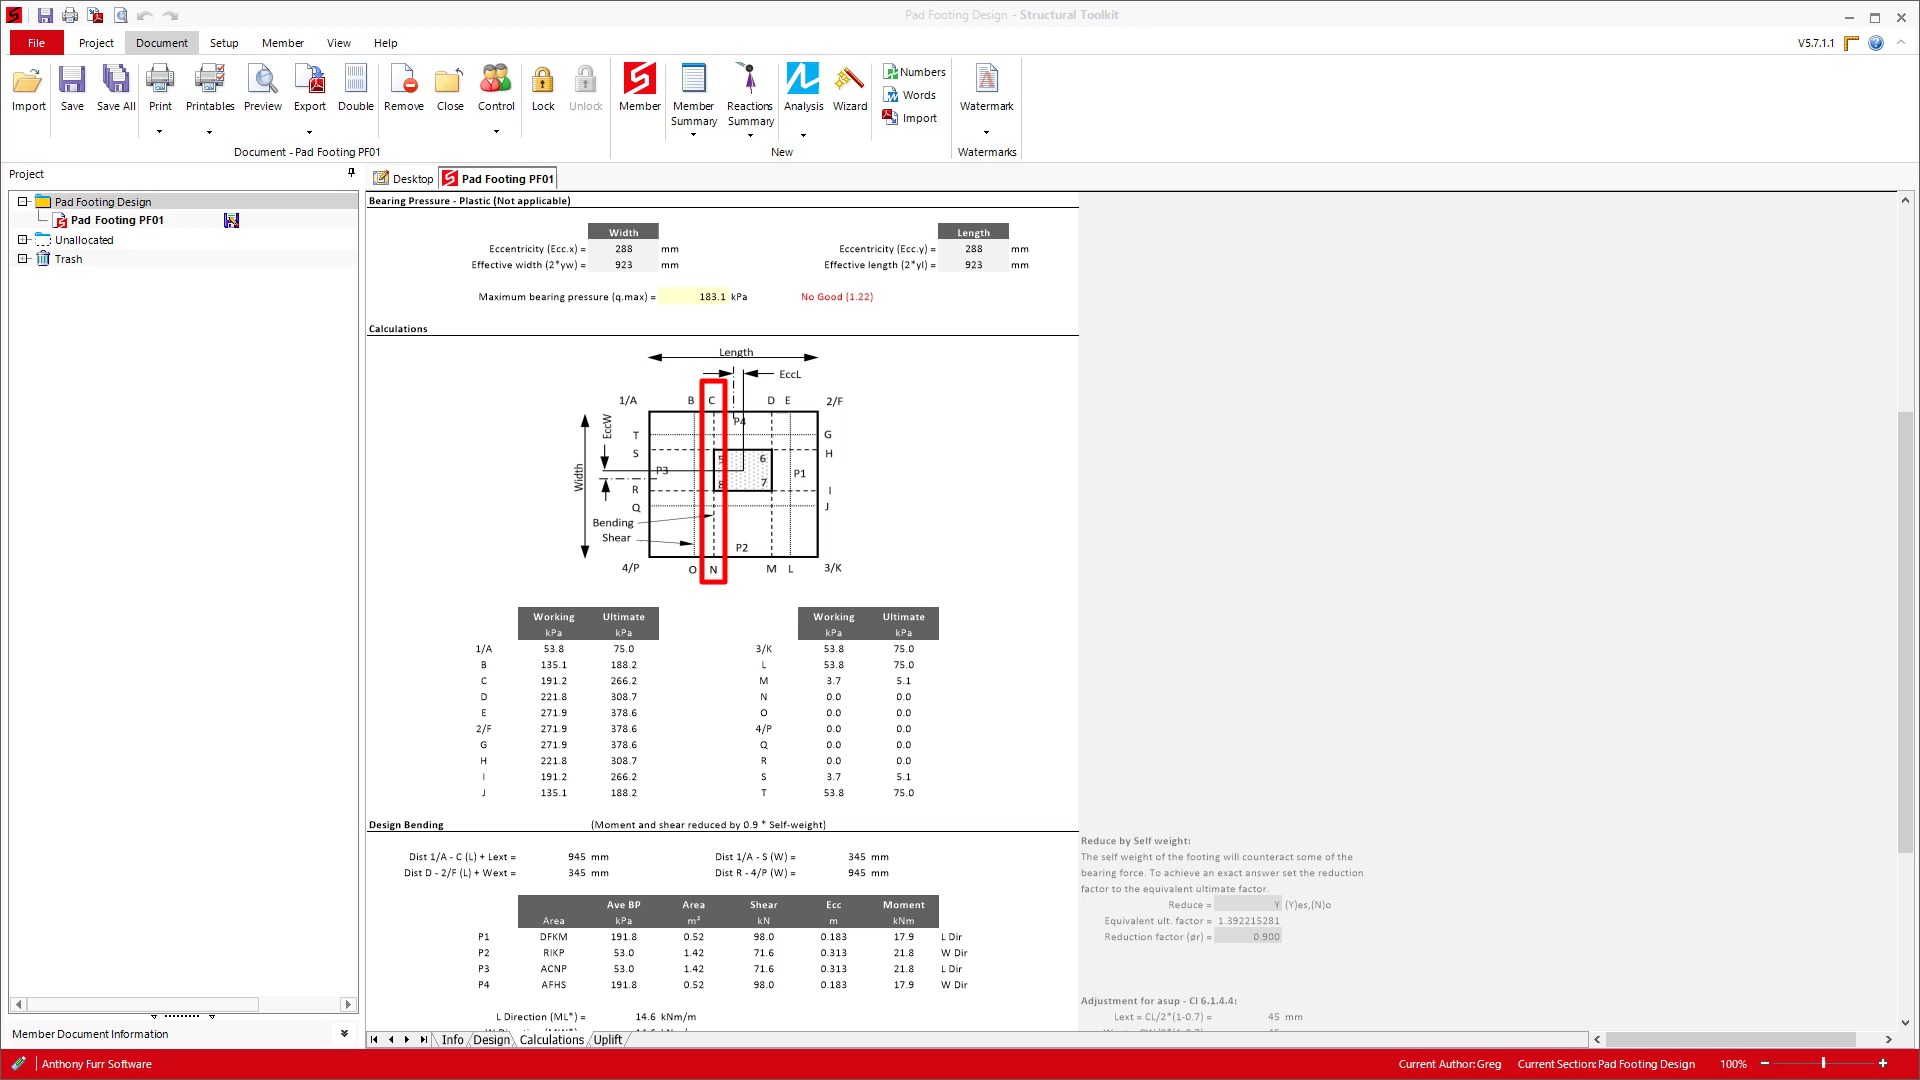 Pad Footing Design - Structural Toolkit
File Project Document Setup Member View Help V5.7.1.1
Import Save Save All Print Printables Preview Export Double Remove Close Control Lock Unlock Member Member Summary Reactions Summary Analysis Wizard Numbers Words Import Watermark
Document - Pad Footing PF01 New Watermarks
Project
Desktop Pad Footing PF01
Pad Footing Design
Pad Footing PF01
Unallocated
Trash
Bearing Pressure - Plastic (Not applicable)
Width Length
Eccentricity (Ecc.x) = 288 mm Eccentricity (Ecc.y) = 288 mm
Effective width (2*yw) = 923 mm Effective length (2*yl) = 923 mm
Maximum bearing pressure (q.max) = 183.1 kPa No Good (1.22)
Calculations
Length
EccL
1/A B C D E 2/F
EccW
P4
T G
S H
5 6
P3 P1
Width
8 7
R I
Q J
Bending
Shear
P2
4/P O N M L 3/K
Working Ultimate Working Ultimate
kPa kPa kPa kPa
1/A 53.8 75.0 3/K 53.8 75.0
B 135.1 188.2 L 53.8 75.0
C 191.2 266.2 M 3.7 5.1
D 221.8 308.7 N 0.0 0.0
E 271.9 378.6 O 0.0 0.0
2/F 271.9 378.6 4/P 0.0 0.0
G 271.9 378.6 Q 0.0 0.0
H 221.8 308.7 R 0.0 0.0
I 191.2 266.2 S 3.7 5.1
J 135.1 188.2 T 53.8 75.0
Design Bending (Moment and shear reduced by 0.9 * Self-weight)
Dist 1/A - C (L) + Lext = 945 mm Dist 1/A - S (W) = 345 mm
Dist D - 2/F (L) + Wext = 345 mm Dist R - 4/P (W) = 945 mm
Ave BP Area Shear Ecc Moment
Area kPa m² kN m kNm
P1 DFKM 191.8 0.52 98.0 0.183 17.9 L Dir
P2 RIKP 53.0 1.42 71.6 0.313 21.8 W Dir
P3 ACNP 53.0 1.42 71.6 0.313 21.8 L Dir
P4 AFHS 191.8 0.52 98.0 0.183 17.9 W Dir
L Direction (ML*) = 14.6 kNm/m
Reduce by Self weight:
The self weight of the footing will counteract some of the
bearing force. To achieve an exact answer set the reduction
factor to the equivalent ultimate factor.
Reduce = Y (Y)es,(N)o
Equivalent ult. factor = 1.392215281
Reduction factor (ør) = 0.900
Adjustment for asup - Cl 6.1.4.4:
Lext = CL/2*(1-0.7) = 45 mm
Member Document Information
Info Design Calculations Uplift
Anthony Furr Software Current Author: Greg Current Section: Pad Footing Design 100%